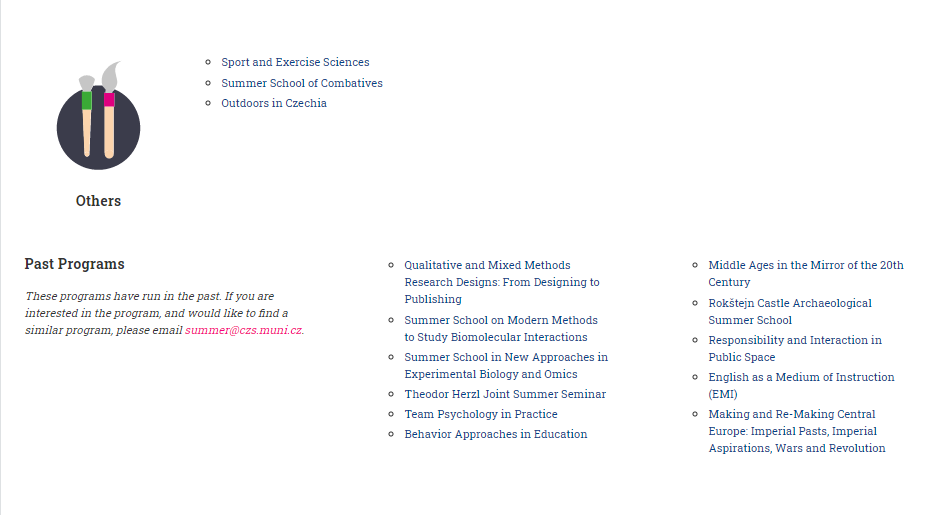 Sport and Exercise Sciences
Summer School of Combatives
Outdoors in Czechia
Others
Past Programs
These programs have run in the past. If you are
interested in the program, and would like to find a
similar program, please email summer@czs.muni.cz.
Qualitative and Mixed Methods
Research Designs: From Designing to
Publishing
Summer School on Modern Methods
to Study Biomolecular Interactions
Summer School in New Approaches in
Experimental Biology and Omics
Theodor Herzl Joint Summer Seminar
Team Psychology in Practice
Behavior Approaches in Education
Middle Ages in the Mirror of the 20th
Century
Rokštejn Castle Archaeological
Summer School
Responsibility and Interaction in
Public Space
English as a Medium of Instruction
(EMI)
Making and Re-Making Central
Europe: Imperial Pasts, Imperial
Aspirations, Wars and Revolution